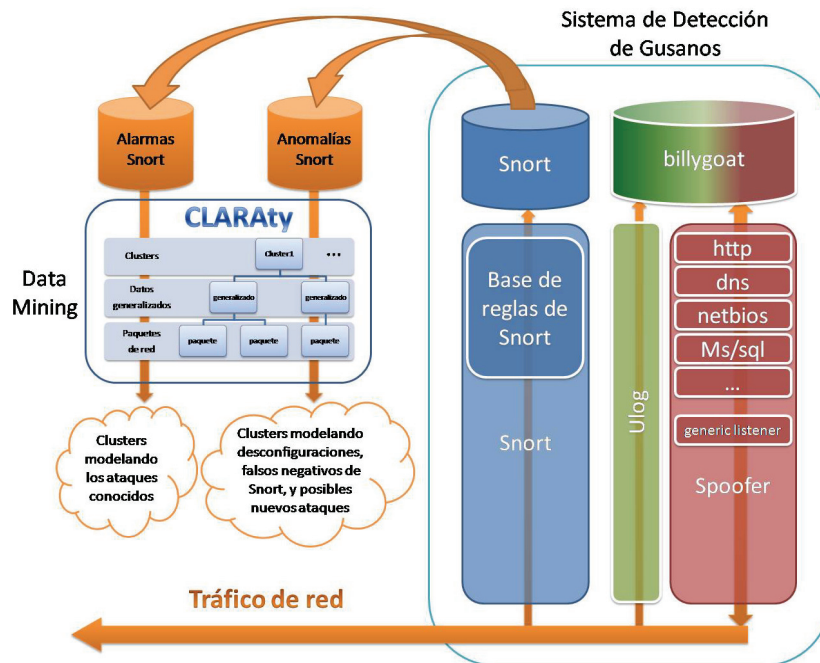 Sistema de Detección
de Gusanos
Alarmas
Snort
Anomalías
Snort
Snort
billygoat
CLARAty
Data
Mining
Clusters
Cluster1
...
Datos
generalizados
generalizado
generalizado
Paquetes
de red
paquete
paquete
paquete
Base de
reglas de
Snort
Snort
Ulog
http
dns
netbios
Ms/sql
...
generic listener
Spoofer
Clusters
modelando
los ataques
conocidos
Clusters modelando
desconfiguraciones,
falsos negativos de
Snort, y posibles
nuevos ataques
Tráfico de red